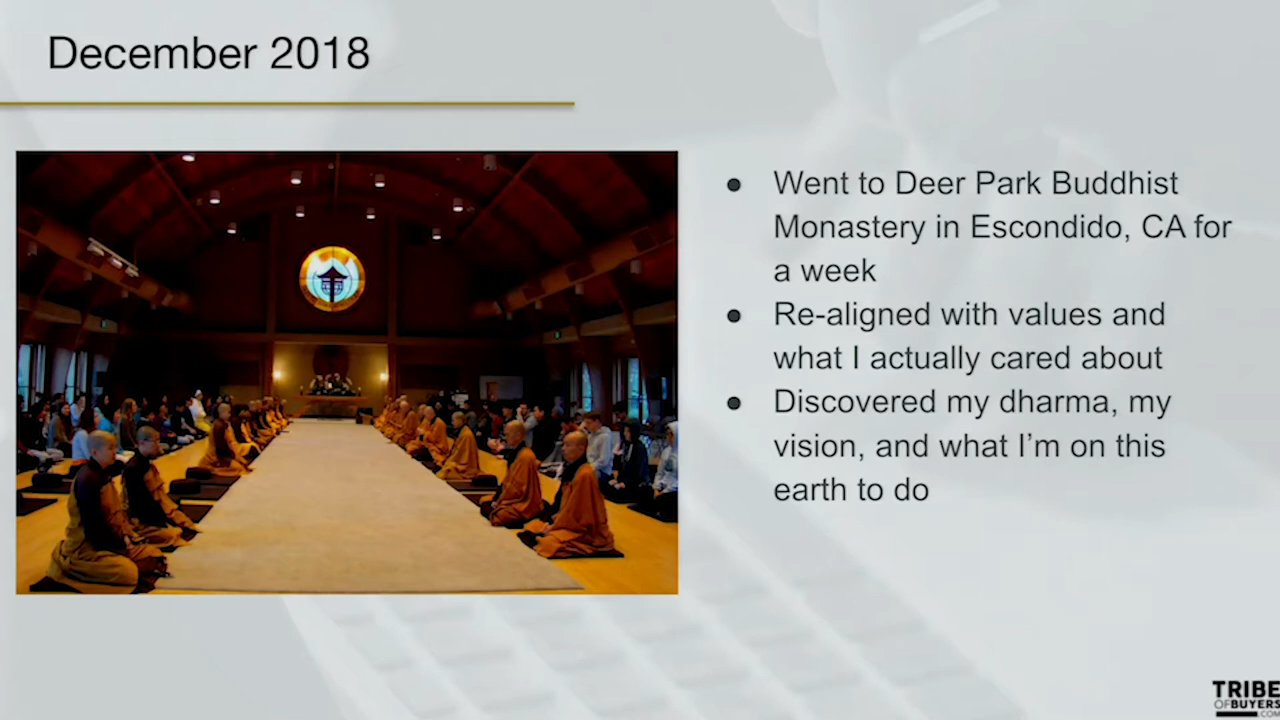 December 2018
● Went to Deer Park Buddhist
Monastery in Escondido, CA for
a week
● Re-aligned with values and
what I actually cared about
● Discovered my dharma, my
vision, and what I’m on this
earth to do
TRIBE
OF BUYERS
.COM